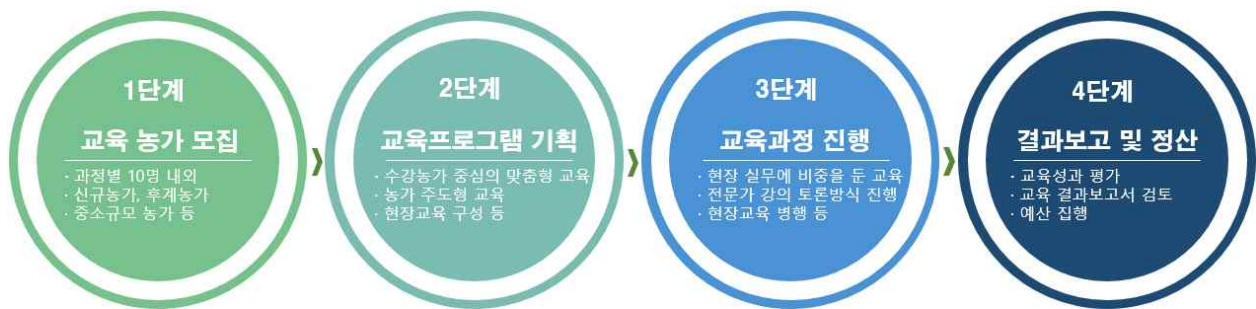 1단계
교육 농가 모집
· 과정별 10명 내외
· 신규농가, 후계농가
· 중소규모 농가 등
2단계
교육프로그램 기획
· 수강농가 중심의 맞춤형 교육
· 농가 주도형 교육
· 현장교육 구성 등
3단계
교육과정 진행
· 현장 실무에 비중을 둔 교육
· 전문가 강의 토론방식 진행
· 현장교육 병행 등
4단계
결과보고 및 정산
· 교육성과 평가
· 교육 결과보고서 검토
· 예산 집행